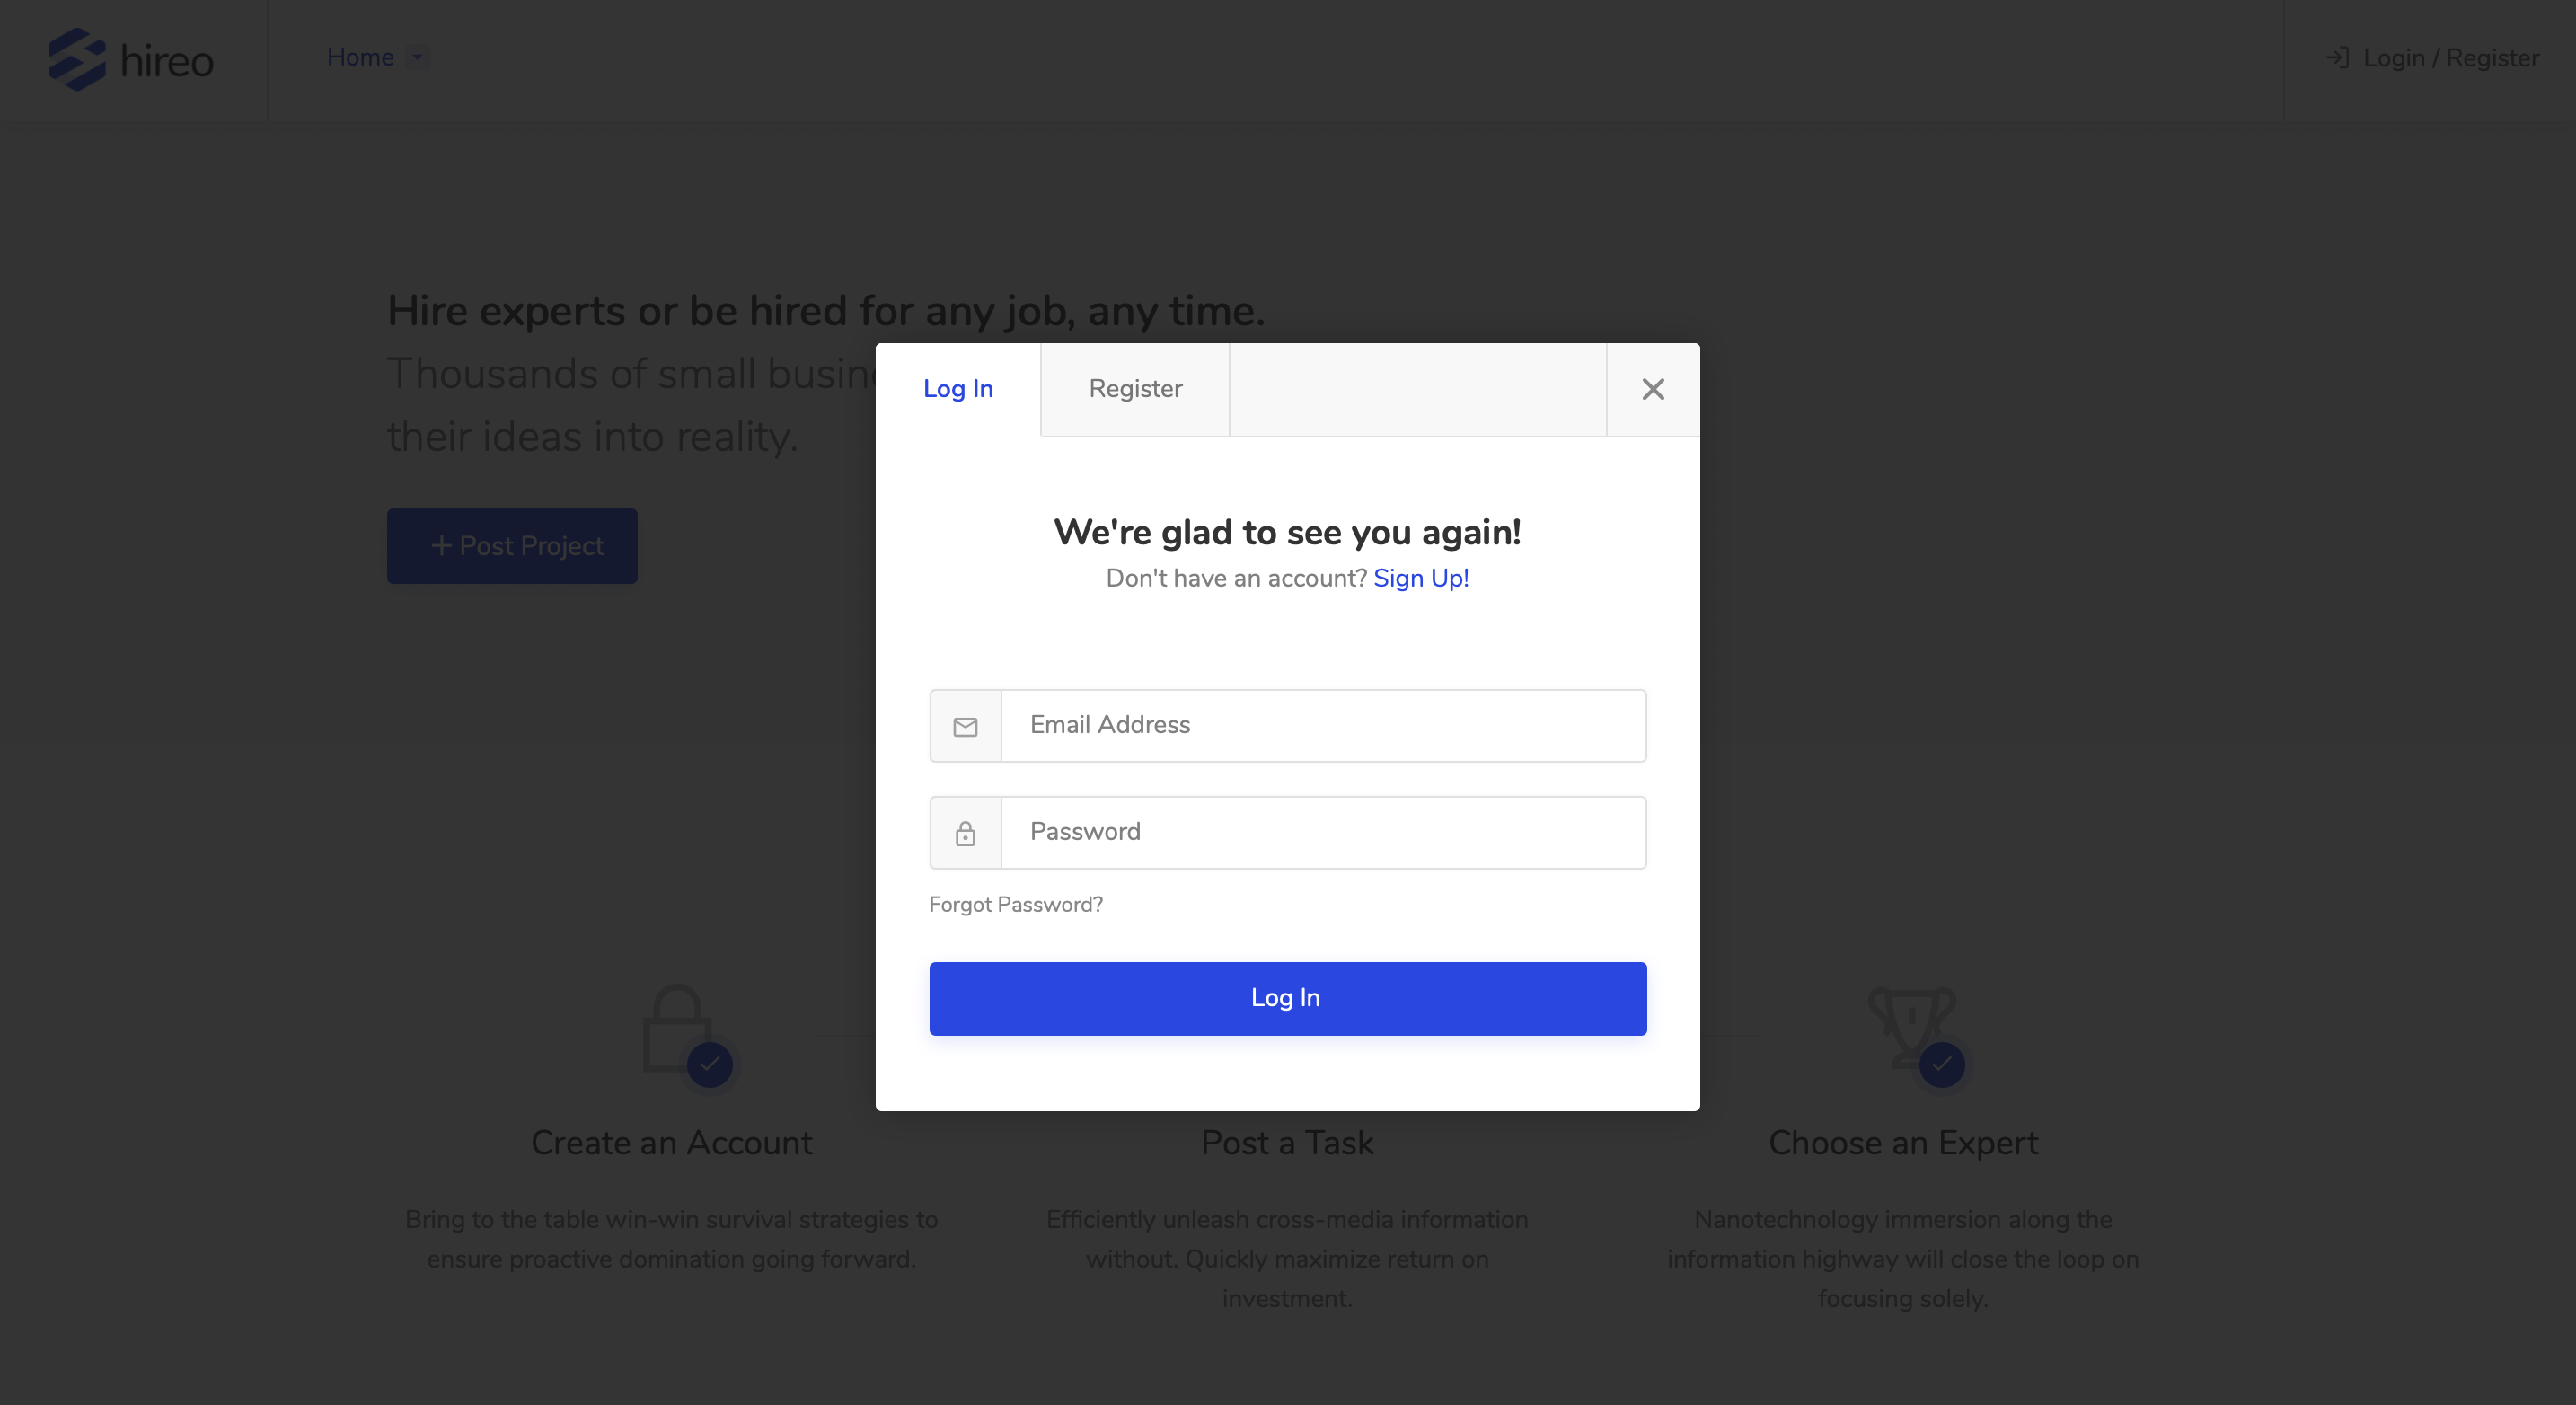 hireo
Home
Login / Register
Hire experts or be hired for any job, any time.
Thousands of small busin
their ideas into reality.
Post Project
Log In
Register
We're glad to see you again!
Don't have an account? Sign Up!
Email Address
Password
Forgot Password?
Log In
Create an Account
Bring to the table win-win survival strategies to
ensure proactive domination going forward.
Post a Task
Efficiently unleash cross-media information
without. Quickly maximize return on
investment.
Choose an Expert
Nanotechnology immersion along the
information highway will close the loop on
focusing solely.